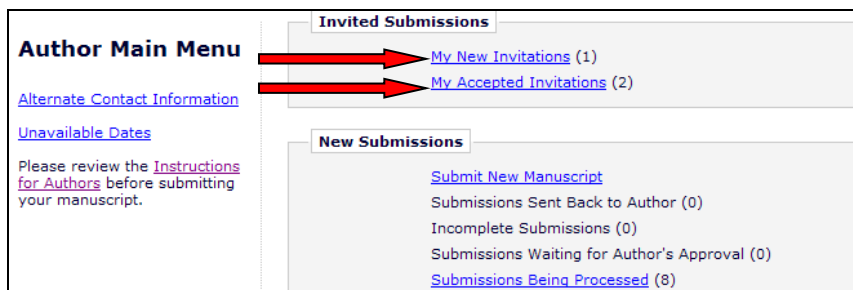 Author Main Menu
Alternate Contact Information
Unavailable Dates
Please review the Instructions
for Authors before submitting
your manuscript.
Invited Submissions
My New Invitations (1)
My Accepted Invitations (2)
New Submissions
Submit New Manuscript
Submissions Sent Back to Author (0)
Incomplete Submissions (0)
Submissions Waiting for Author's Approval (0)
Submissions Being Processed (8)